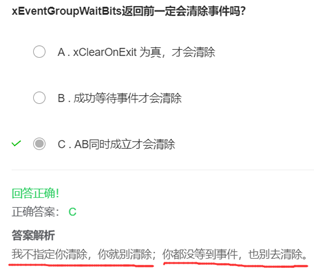 xEventGroupWaitBits返回前一定会清除事件吗?
A . xClearOnExit 为真，才会清除
B . 成功等待事件才会清除
C . AB同时成立才会清除
回答正确!
正确答案： C
答案解析
我不指定你清除，你就别清除；你都没等到事件，也别去清除。